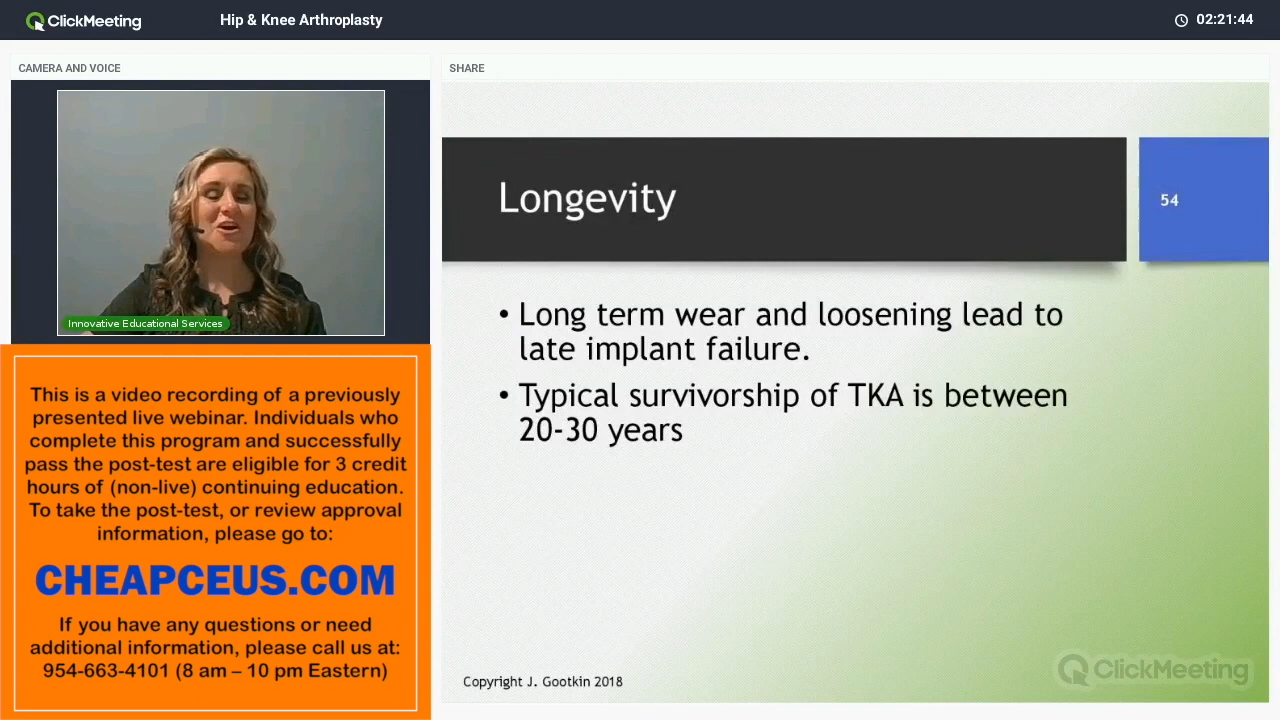 ClickMeeting
Hip & Knee Arthroplasty
02:21:44
CAMERA AND VOICE
Innovative Educational Services
This is a video recording of a previously
presented live webinar. Individuals who
complete this program and successfully
pass the post-test are eligible for 3 credit
hours of (non-live) continuing education.
To take the post-test, or review approval
information, please go to:
CHEAPCEUS.COM
If you have any questions or need
additional information, please call us at:
954-663-4101 (8 am – 10 pm Eastern)
SHARE
Longevity
54
• Long term wear and loosening lead to
late implant failure.
• Typical survivorship of TKA is between
20-30 years
Copyright J. Gootkin 2018
ClickMeeting